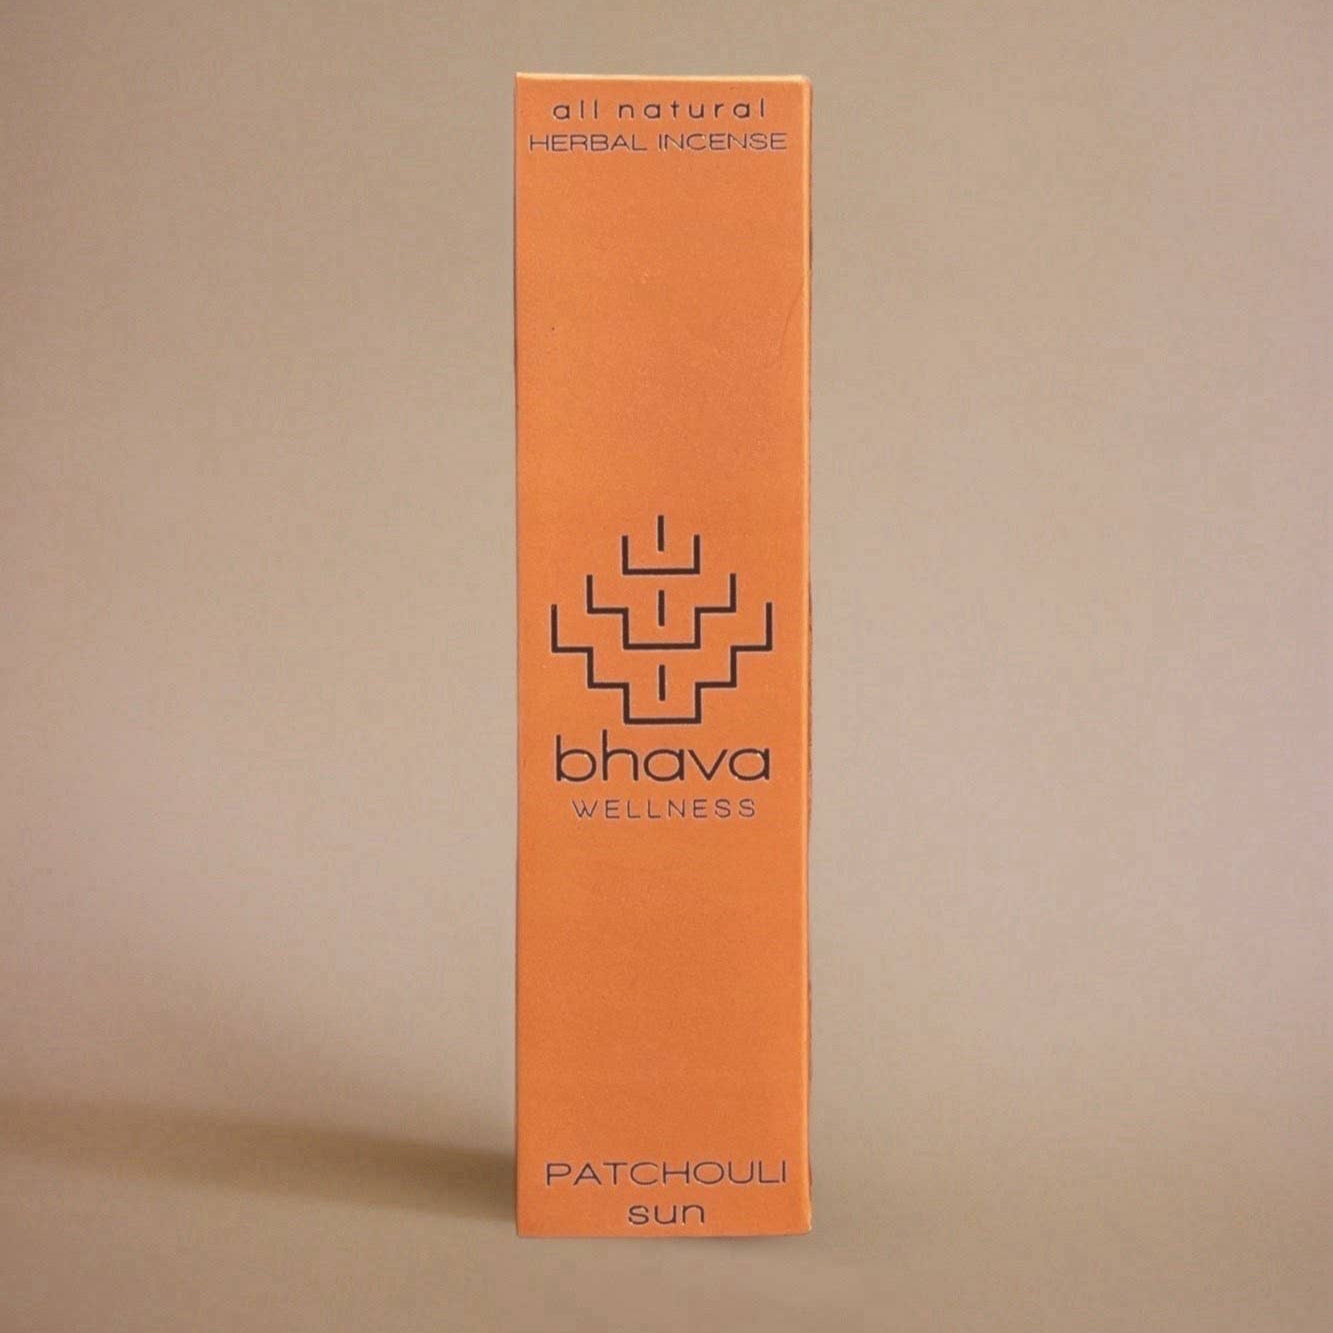 all natural
HERBAL INCENSE
bhava
WELLNESS
PATCHOULI
sun